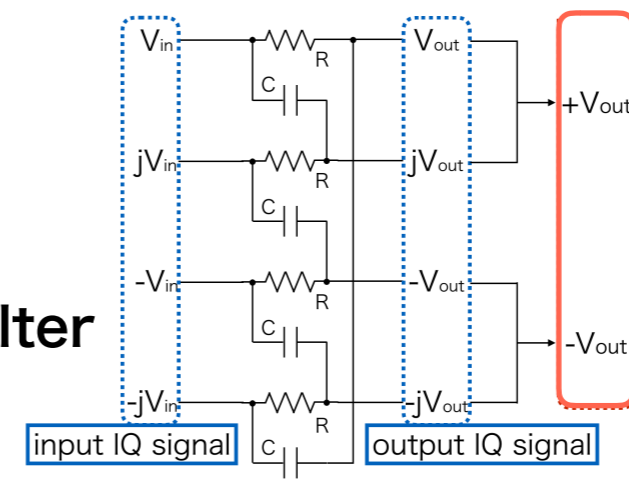 Vin
R
Vout
C
+Vout
jVin
R
jVout
C
-Vin
R
-Vout
lter
C
-Vout
-jVin
R
-jVout
input IQ signal
C
output IQ signal